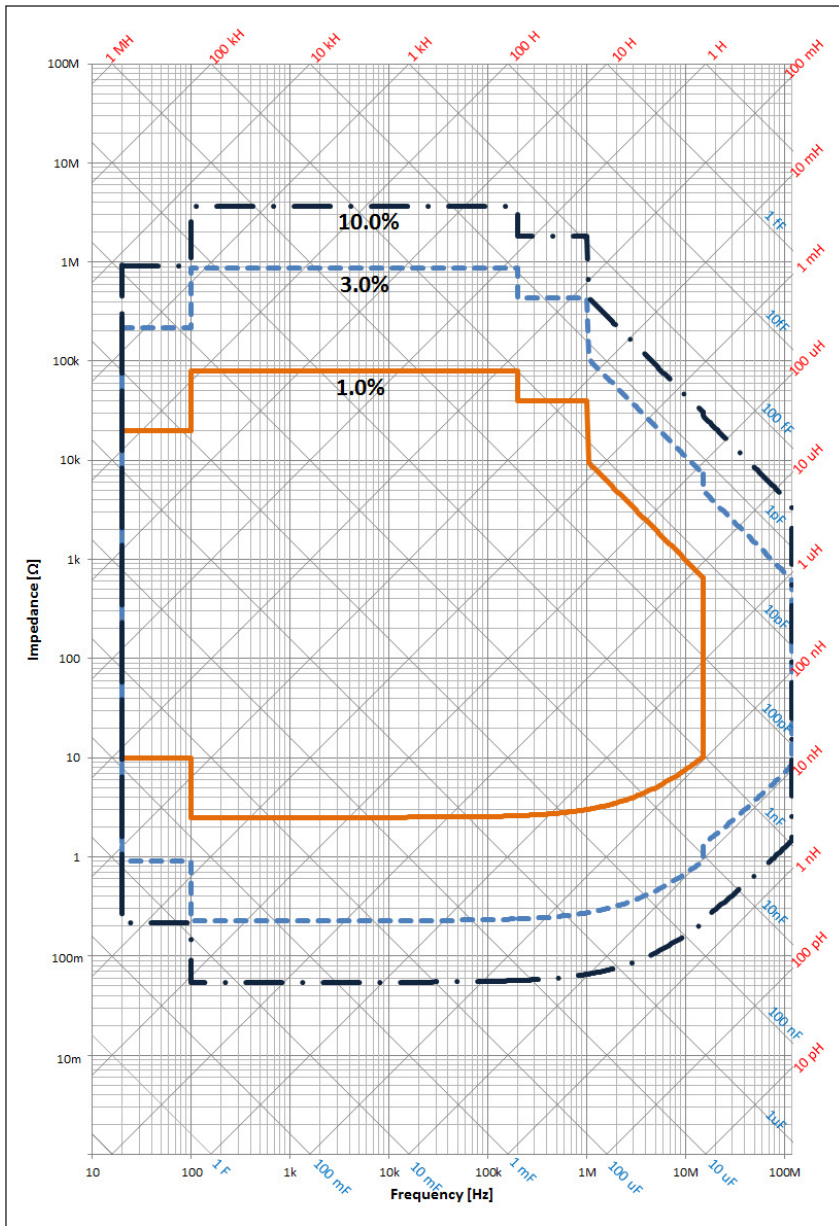 1 MH
100 kH
10 kH
1 kH
100 H
10 H
1 H
100 mH
100M
10M
10 mH
10.0%
1 fF
1M
1 mH
3.0%
10fF
100k
100 uH
1.0%
100 fF
10k
10 uH
1pF
1k
1 uH
Impedance [Ω]
10pF
100
100 nH
100pF
10
10 nH
1nF
1
1 nH
10nF
100m
100 pH
100 nF
10m
10 pH
1uF
10
100
1k
10k
100k
1M
10M
100M
1 F
100 mF
10 mF
1 mF
100 uF
10 uF
Frequency [Hz]